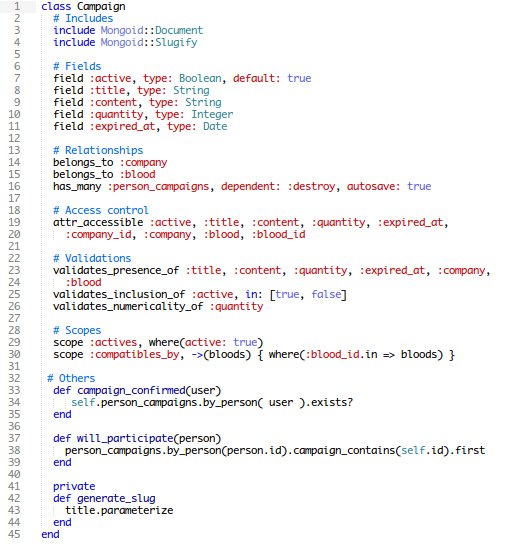 1 class Campaign
2   # Includes
3   include Mongoid::Document
4   include Mongoid::Slugify
5
6   # Fields
7   field :active, type: Boolean, default: true
8   field :title, type: String
9   field :content, type: String
10   field :quantity, type: Integer
11   field :expired_at, type: Date
12
13   # Relationships
14   belongs_to :company
15   belongs_to :blood
16   has_many :person_campaigns, dependent: :destroy, autosave: true
17
18   # Access control
19   attr_accessible :active, :title, :content, :quantity, :expired_at,
20     :company_id, :company, :blood, :blood_id
21
22   # Validations
23   validates_presence_of :title, :content, :quantity, :expired_at, :company,
24     :blood
25   validates_inclusion_of :active, in: [true, false]
26   validates_numericality_of :quantity
27
28   # Scopes
29   scope :actives, where(active: true)
30   scope :compatibles_by, ->(bloods) { where(:blood_id.in => bloods) }
31
32  # Others
33   def campaign_confirmed(user)
34     self.person_campaigns.by_person( user ).exists?
35   end
36
37   def will_participate(person)
38     person_campaigns.by_person(person.id).campaign_contains(self.id).first
39   end
40
41   private
42   def generate_slug
43     title.parameterize
44   end
45 end